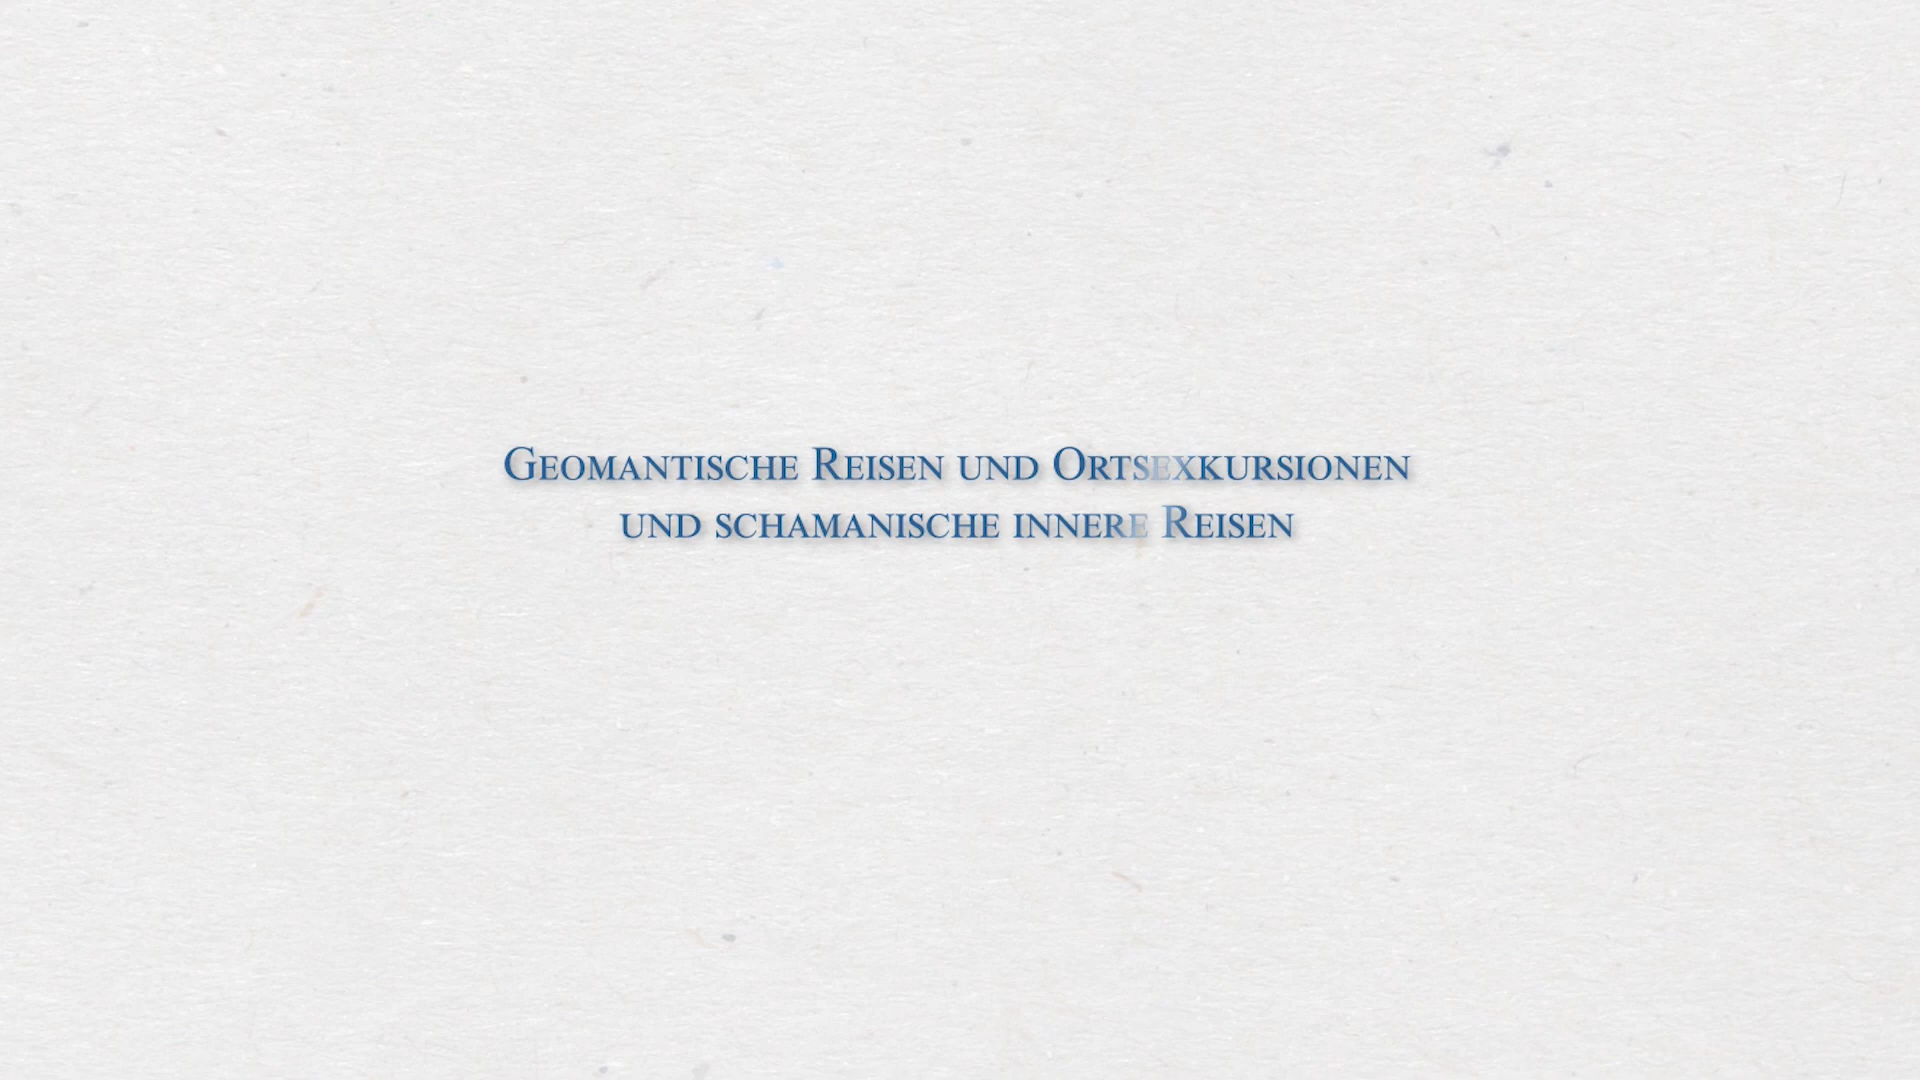 Geomantische Reisen und Ortsexkursionen
und schamanische innere Reisen